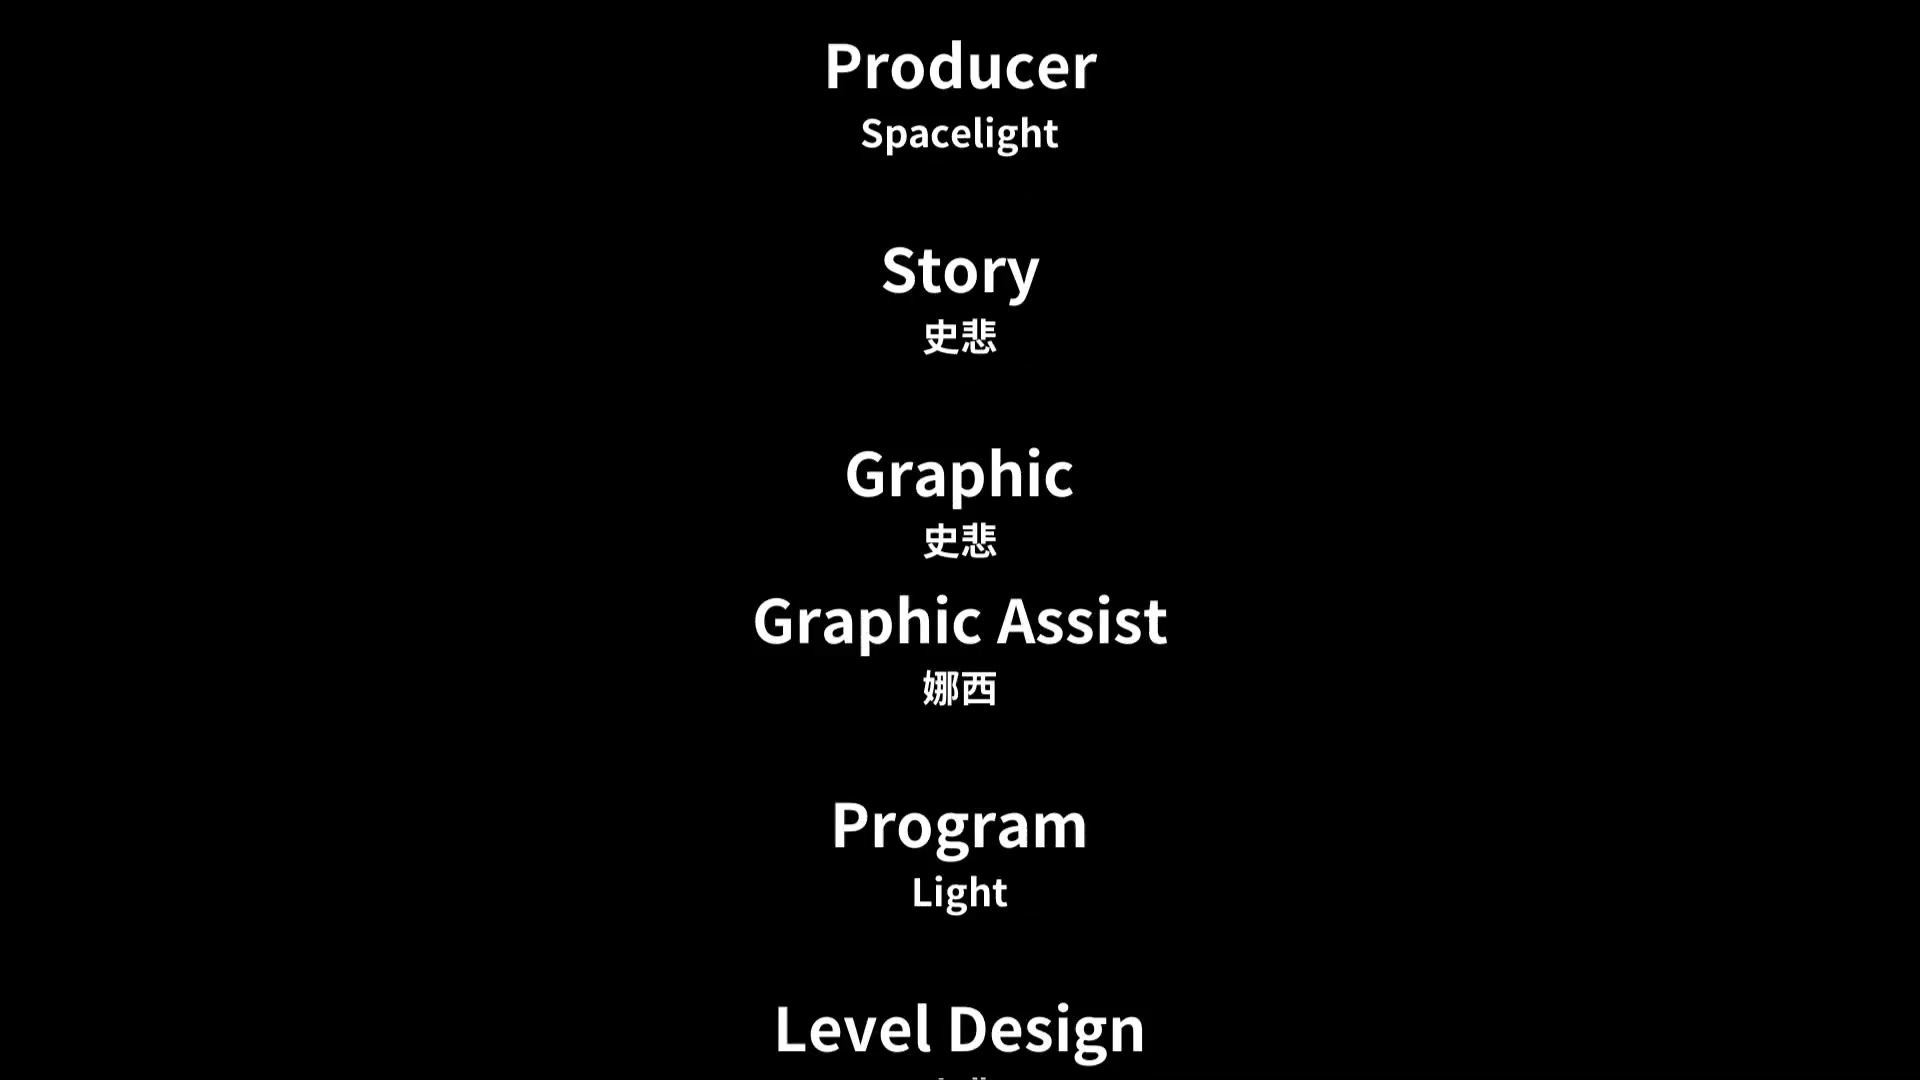 Producer
Spacelight
Story
史悲
Graphic
史悲
Graphic Assist
娜西
Program
Light
Level Design